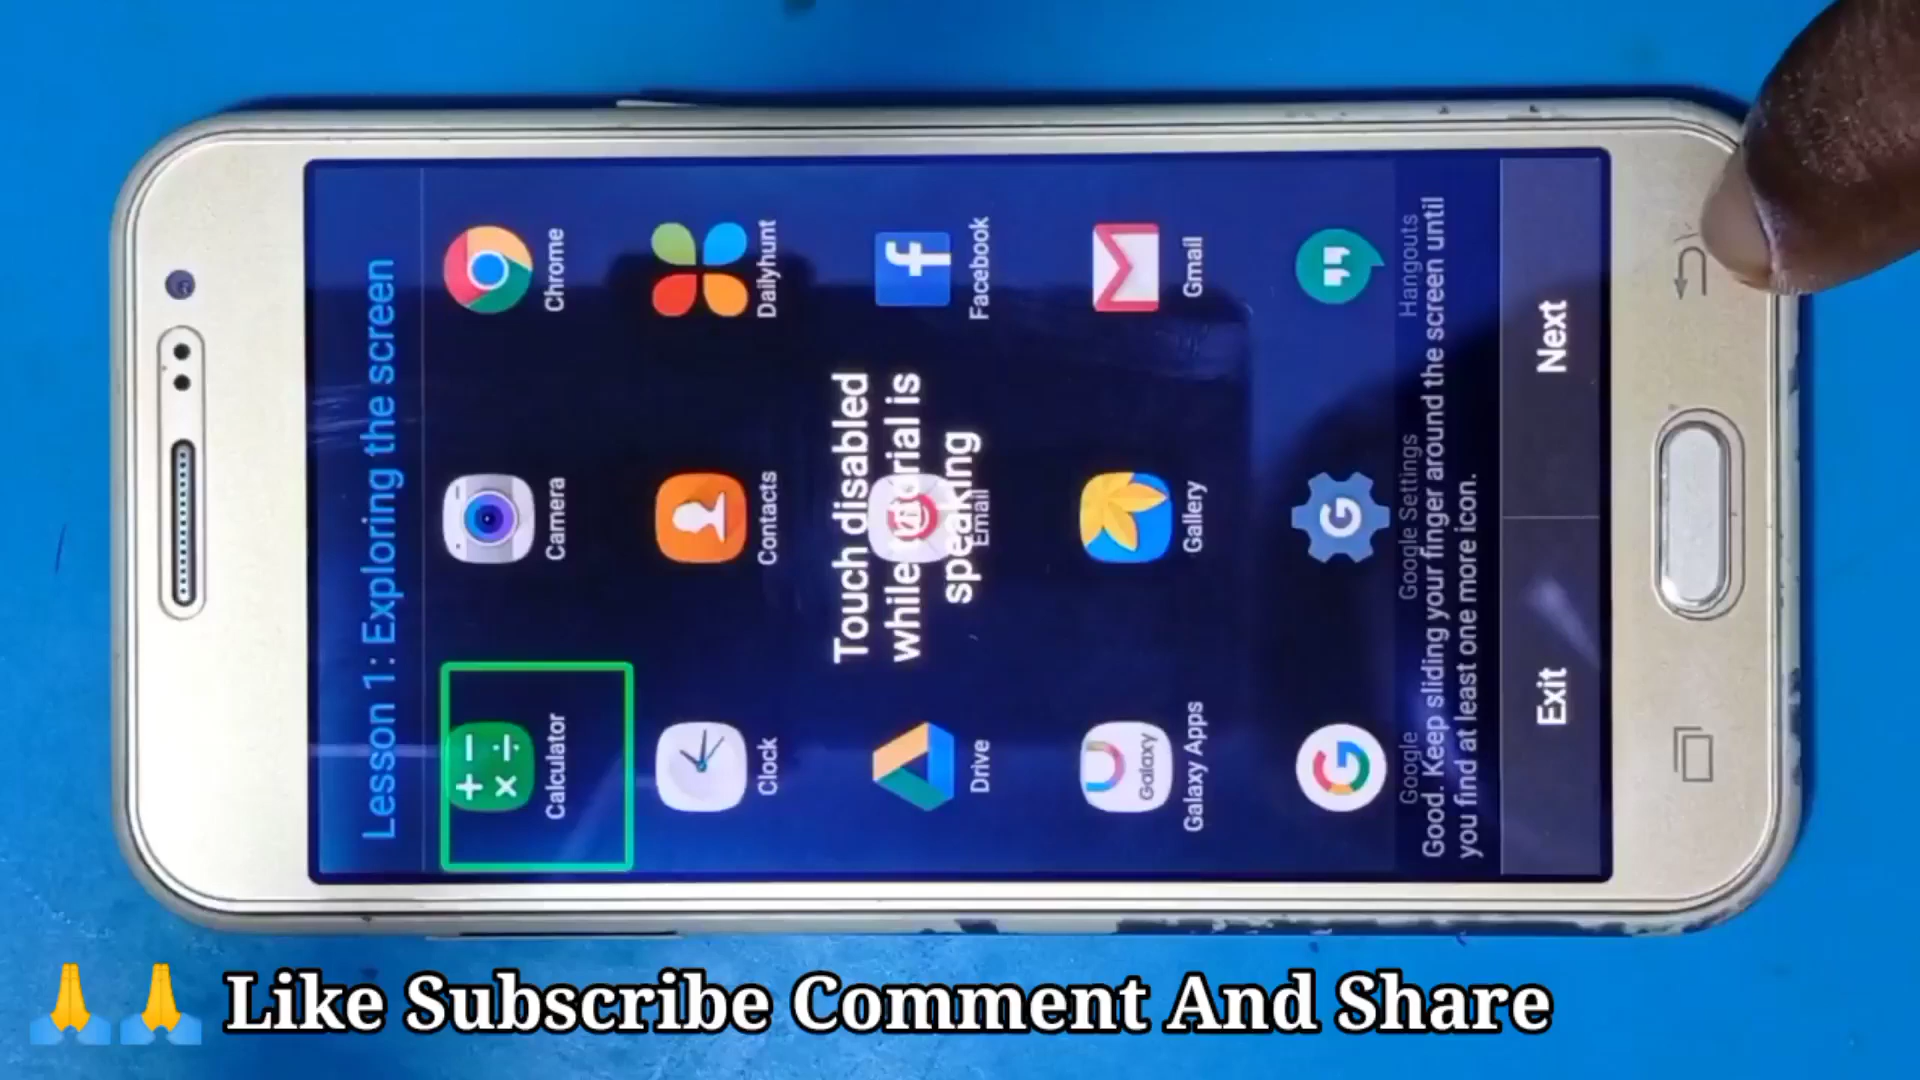 Lesson 1: Exploring the screen
Calculator
Camera
Chrome
Clock
Contacts
Dailyhunt
Touch disabled
while tutorial is
speaking
Drive
Email
Facebook
Galaxy
Galaxy Apps
Gallery
Gmail
Google
Google Settings
Hangouts
Good. Keep sliding your finger around the screen until
you find at least one more icon.
Exit
Next
🙏🙏 Like Subscribe Comment And Share